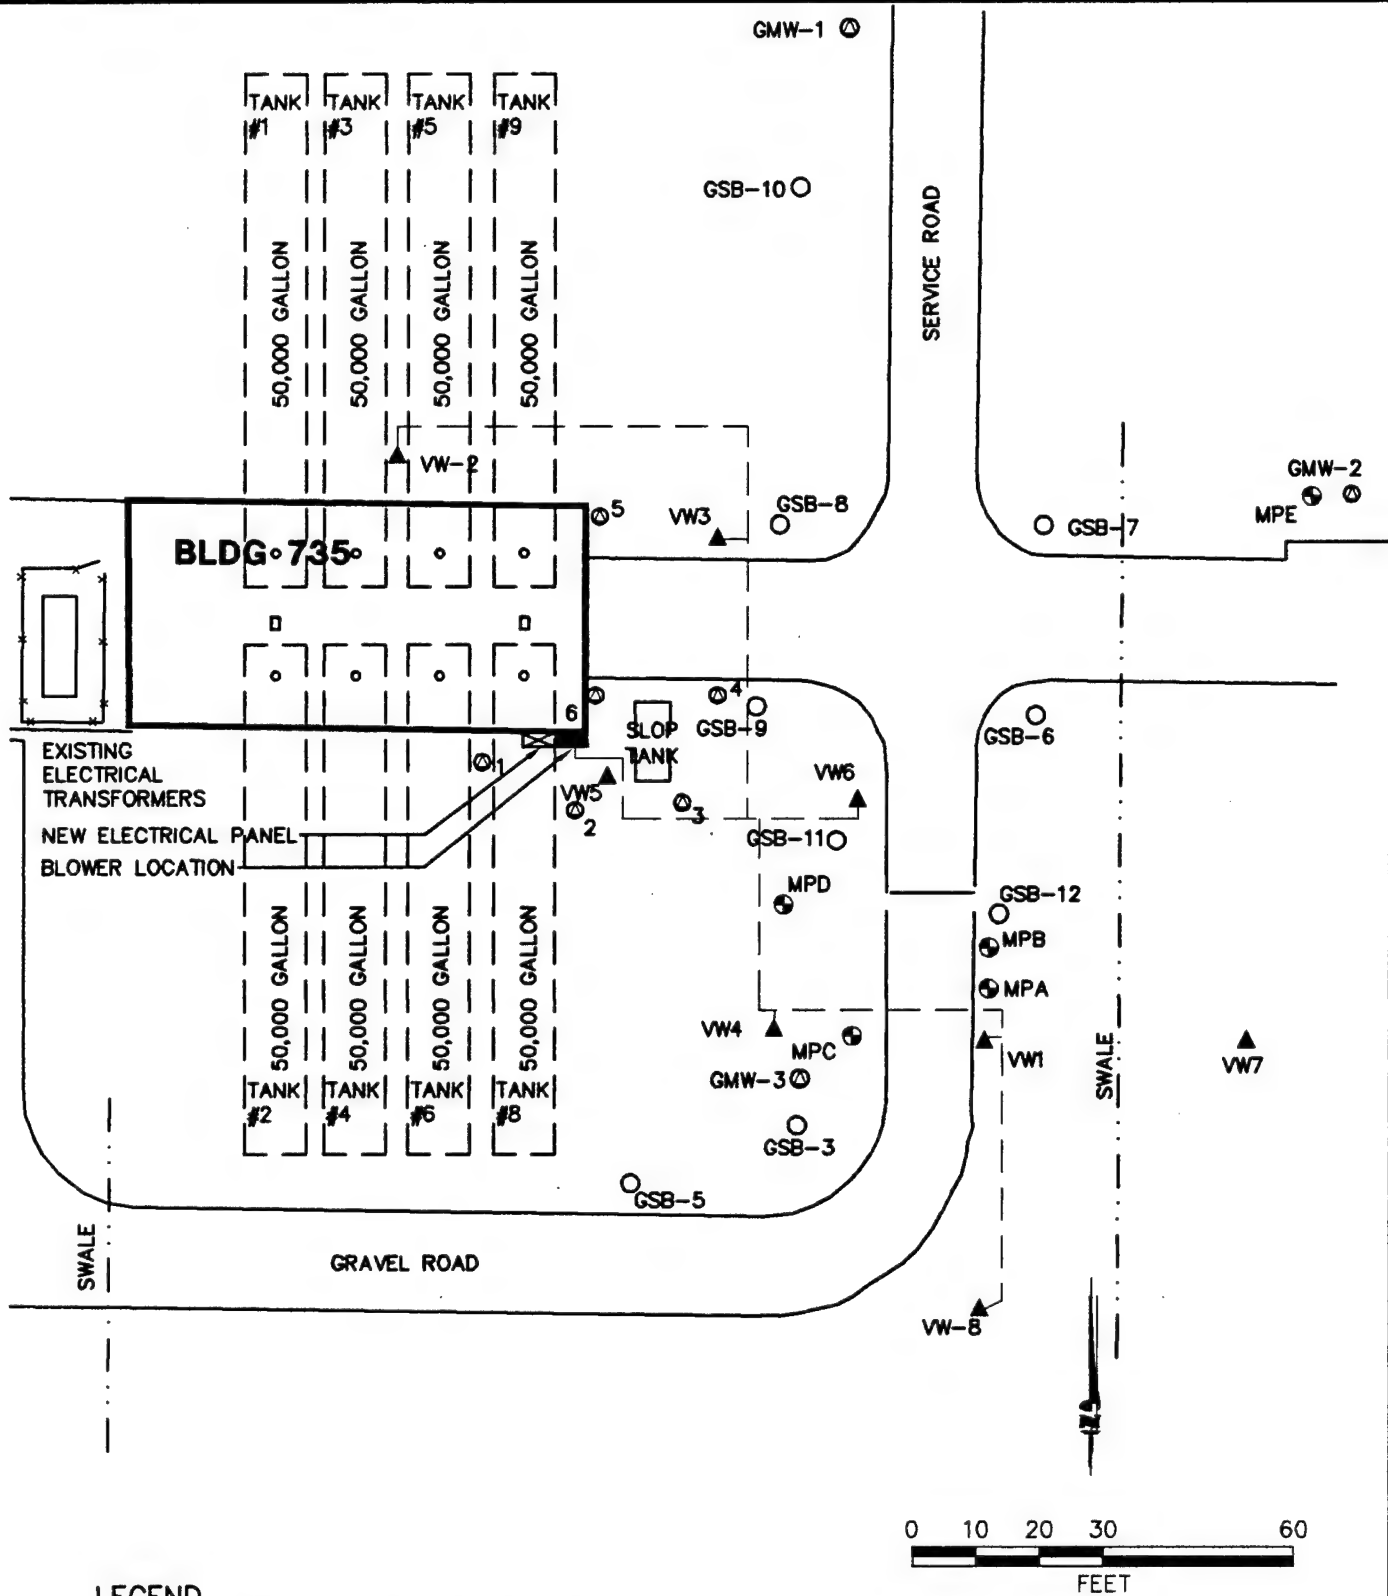 GMW-1
TANK #1
TANK #3
TANK #5
TANK #9
GSB-10
SERVICE ROAD
50,000 GALLON
50,000 GALLON
50,000 GALLON
50,000 GALLON
VW-2
GMW-2
MPE
5
VW3
GSB-8
GSB-7
BLDG 735
6
4
GSB-9
SLOP
TANK
GSB-6
EXISTING
ELECTRICAL
TRANSFORMERS
1
VW5
2
3
VW6
NEW ELECTRICAL PANEL
BLOWER LOCATION
GSB-11
MPD
GSB-12
MPB
MPA
50,000 GALLON
50,000 GALLON
50,000 GALLON
50,000 GALLON
VW4
MPC
VW1
SWALE
VW7
TANK #2
TANK #4
TANK #6
TANK #8
GMW-3
GSB-3
GSB-5
SWALE
GRAVEL ROAD
VW-8
N
0 10 20 30 60
FEET
LEGEND